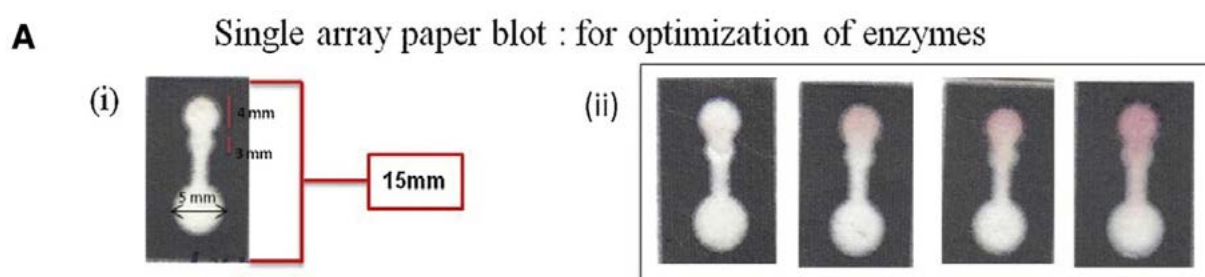 A
Single array paper blot : for optimization of enzymes
(i)
4 mm
3 mm
5 mm
15mm
(ii)